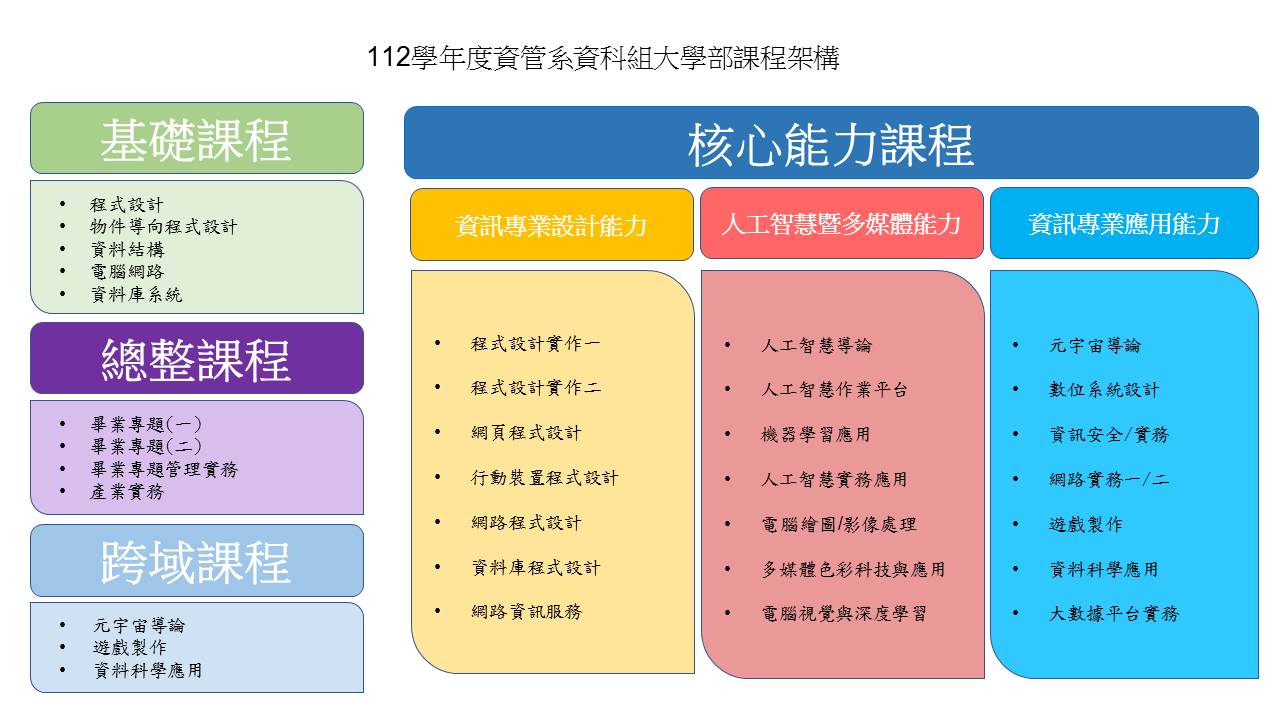 112學年度資管系資科組大學部課程架構
基礎課程
• 程式設計
• 物件導向程式設計
• 資料結構
• 電腦網路
• 資料庫系統
總整課程
• 畢業專題(一)
• 畢業專題(二)
• 畢業專題管理實務
• 產業實務
跨域課程
• 元宇宙導論
• 遊戲製作
• 資料科學應用
核心能力課程
資訊專業設計能力
• 程式設計實作一
• 程式設計實作二
• 網頁程式設計
• 行動裝置程式設計
• 網路程式設計
• 資料庫程式設計
• 網路資訊服務
人工智慧暨多媒體能力
• 人工智慧導論
• 人工智慧作業平台
• 機器學習應用
• 人工智慧實務應用
• 電腦繪圖/影像處理
• 多媒體色彩科技與應用
• 電腦視覺與深度學習
資訊專業應用能力
• 元宇宙導論
• 數位系統設計
• 資訊安全/實務
• 網路實務一/二
• 遊戲製作
• 資料科學應用
• 大數據平台實務